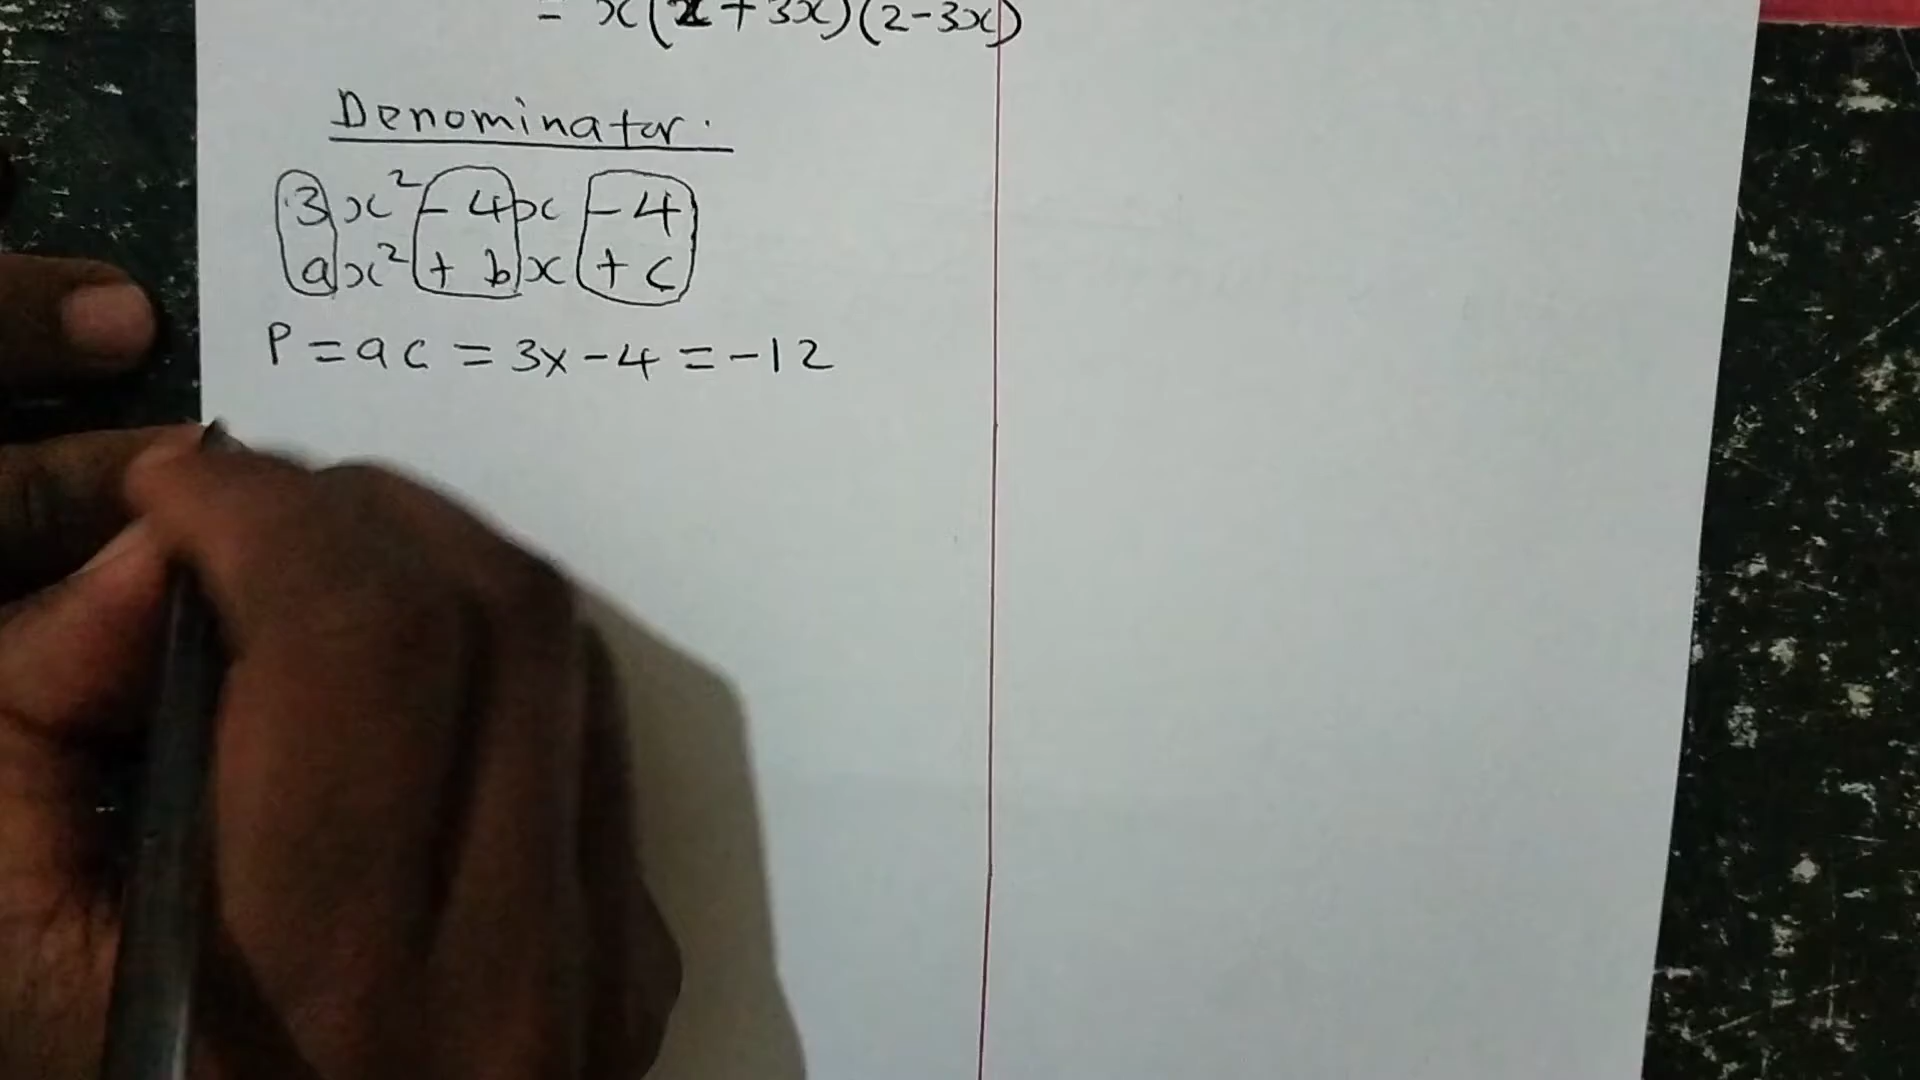 = x(2+3x)(2-3x)
Denominator.
3x²-4x-4
ax²+bx+c
P=ac=3x-4=-12